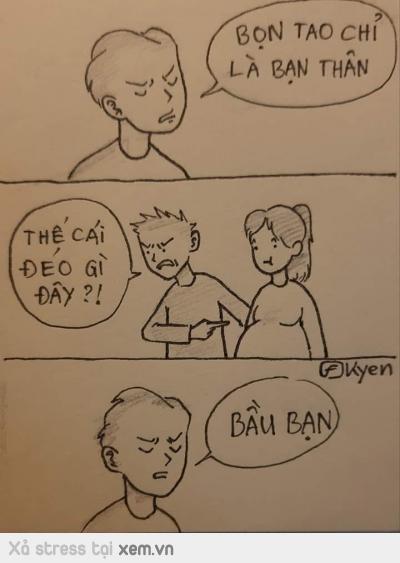 BỌN TAO CHỈ
LÀ BẠN THÂN
THẾ CÁI
ĐÉO GÌ
ĐÂY?!
Kyen
BẦU BẠN
Xả stress tại xem.vn